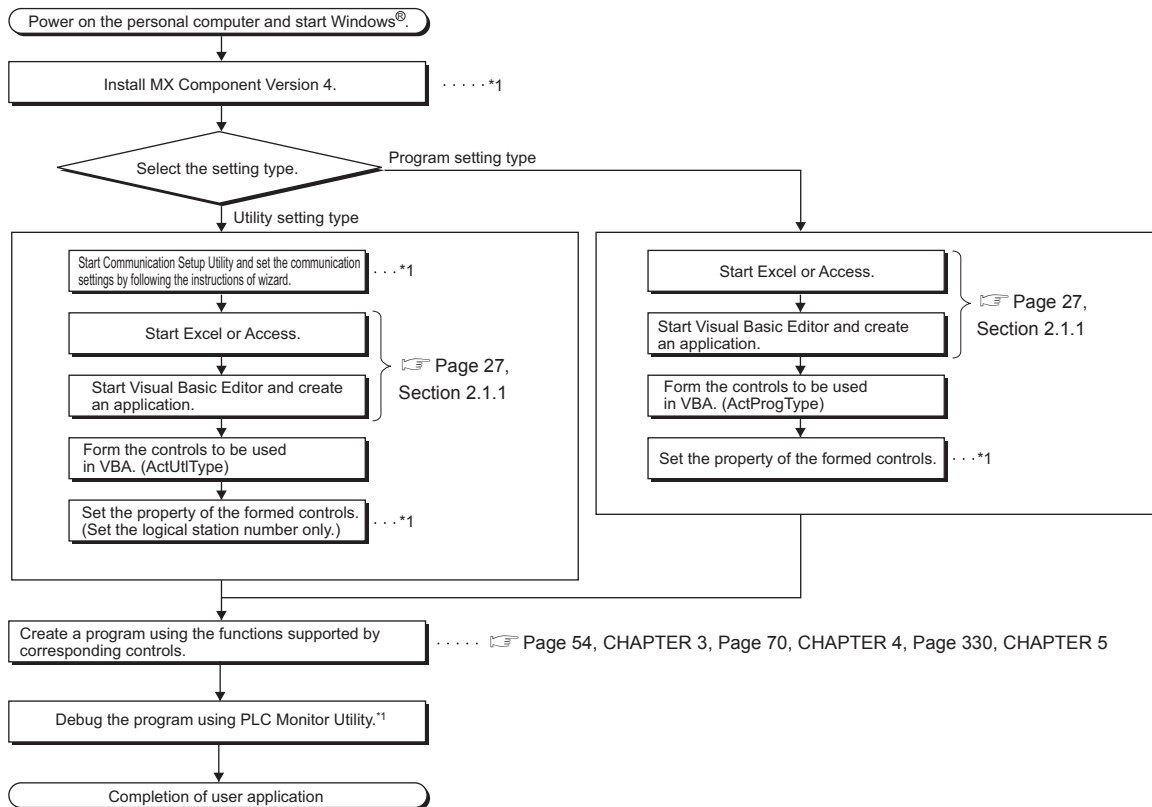 Power on the personal computer and start Windows®.
Install MX Component Version 4.
· · · · · *1
Select the setting type.
Program setting type
Utility setting type
Start Communication Setup Utility and set the communication
settings by following the instructions of wizard.
· · · *1
Start Excel or Access.
Start Visual Basic Editor and create
an application.
☞ Page 27,
Section 2.1.1
Form the controls to be used
in VBA. (ActUtlType)
Set the property of the formed controls.
(Set the logical station number only.)
· · · *1
Start Excel or Access.
Start Visual Basic Editor and create
an application.
☞ Page 27,
Section 2.1.1
Form the controls to be used
in VBA. (ActProgType)
Set the property of the formed controls.
· · · *1
Create a program using the functions supported by
corresponding controls.
· · · · · ☞ Page 54, CHAPTER 3, Page 70, CHAPTER 4, Page 330, CHAPTER 5
Debug the program using PLC Monitor Utility.*1
Completion of user application